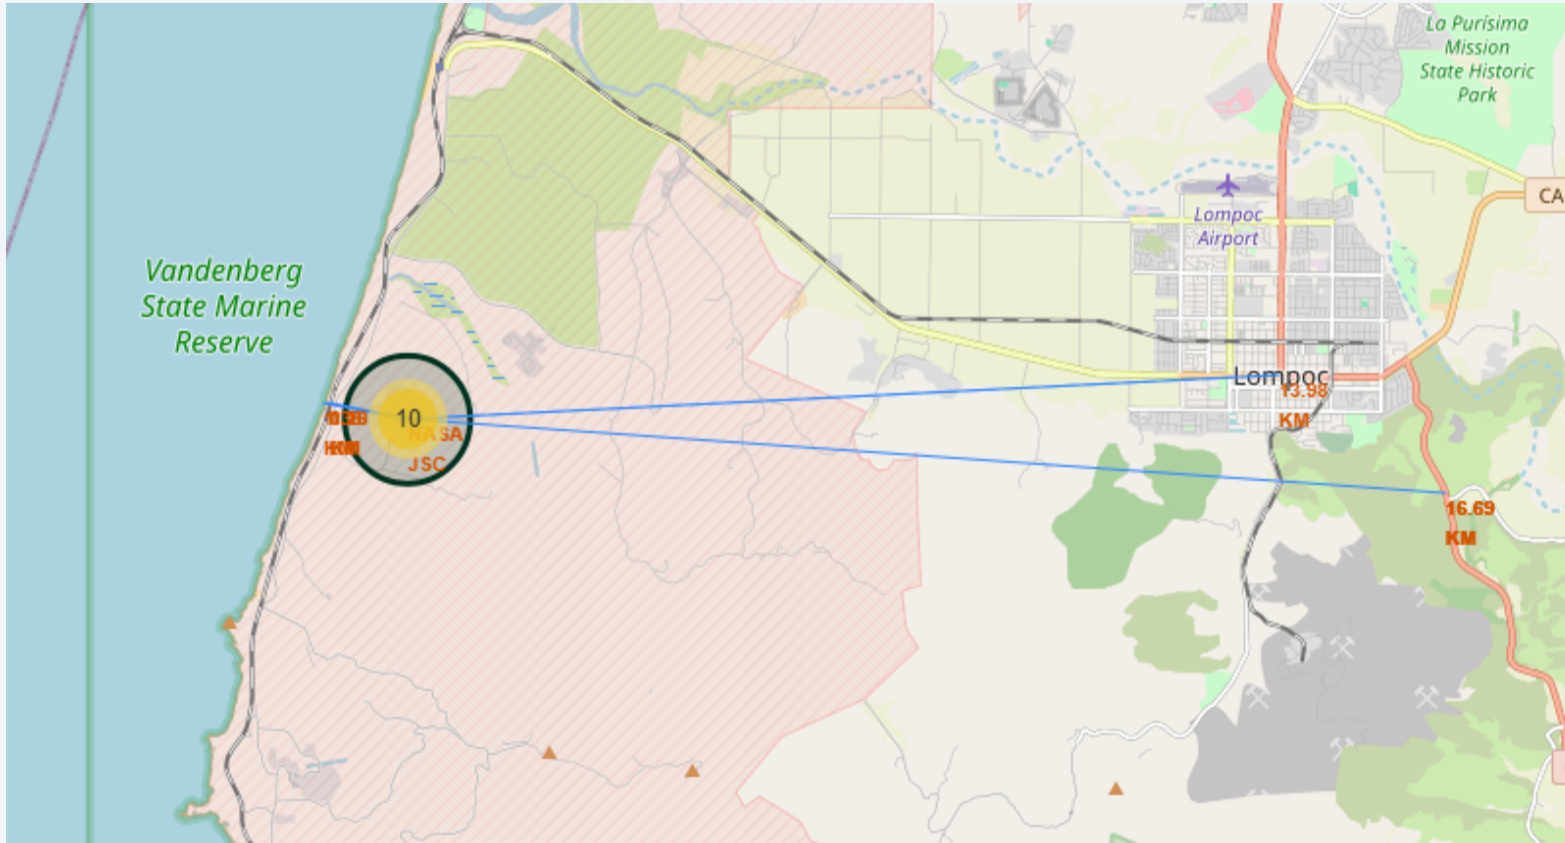 La Purísima
Mission
State Historic
Park
CA
Lompoc
Airport
Vandenberg
State Marine
Reserve
Lompoc
13.98
KM
10
NASA
JSC
KM
16.69
KM